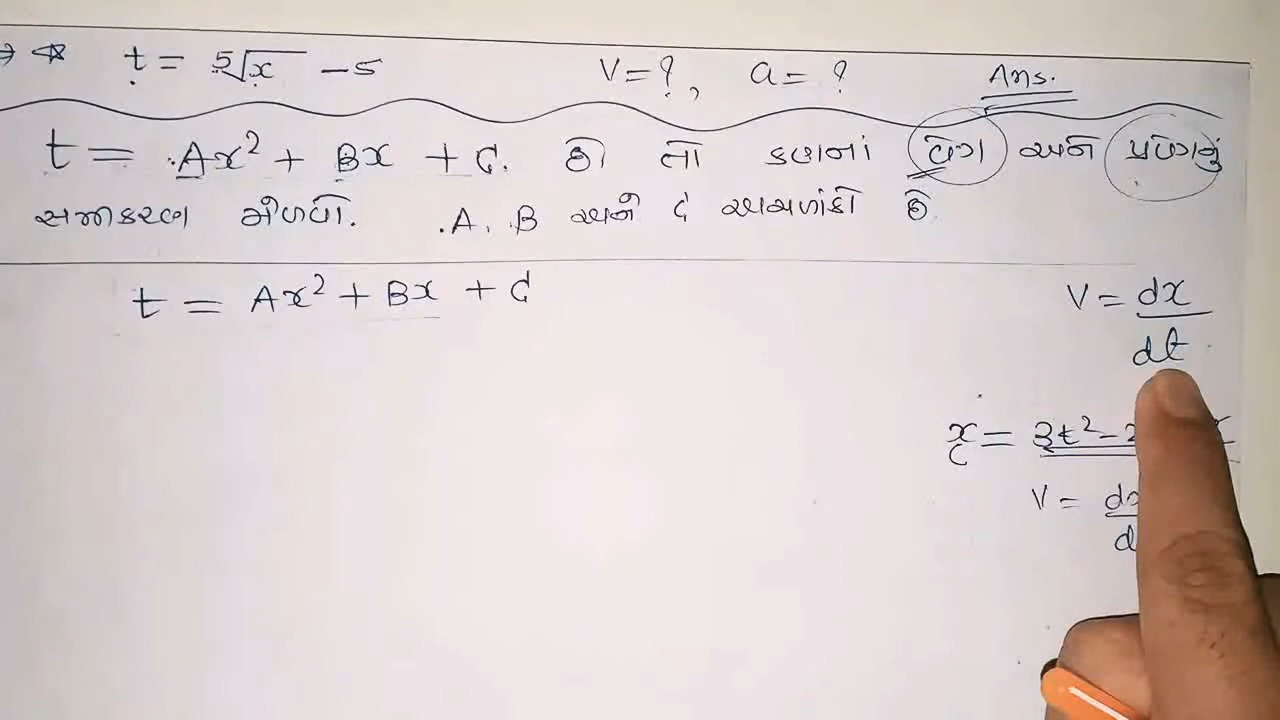 → ☆ t = ⁵√x - 5 v = ?, a = ? Ans.
t = Ax² + Bx + C. હો તો કણનાં વેગ અને પ્રવેગનું
સમીકરણ મેળવો. A, B અને C અચળાંકો છે.
t = Ax² + Bx + C
v = dx/dt
x = 3t² -
v =